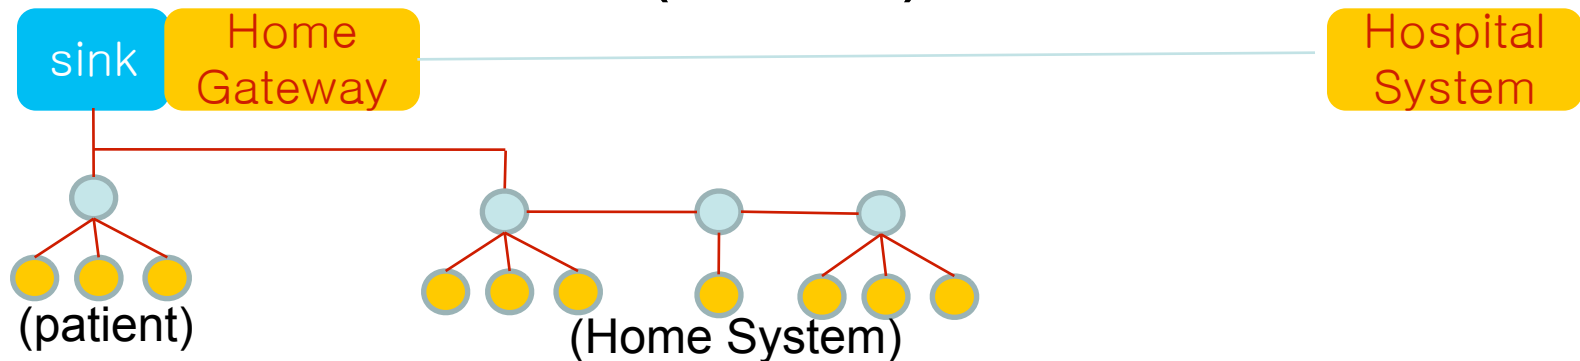 sink
Home
Gateway
Hospital
System
(patient)
(Home System)